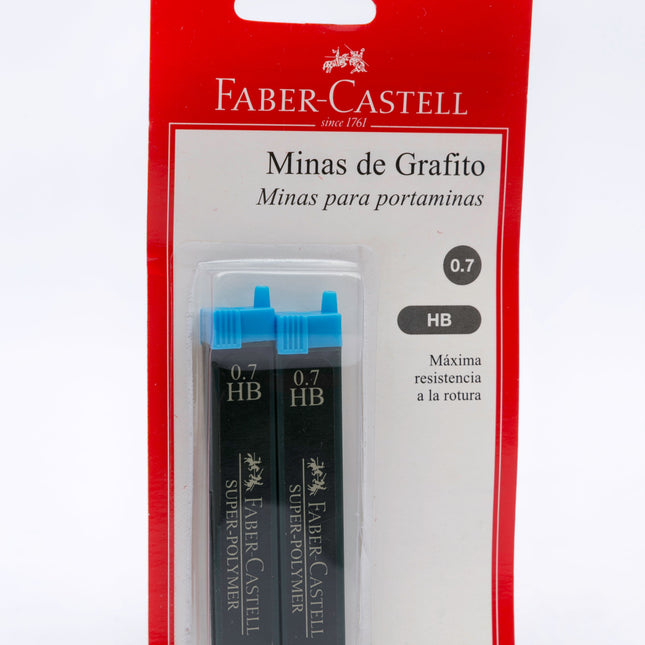 FABER-CASTELL
since 1761
Minas de Grafito
Minas para portaminas
0.7
HB
Máxima
resistencia
a la rotura
0.7
HB
FABER-CASTELL
SUPER-POLYMER
0.7
HB
FABER-CASTELL
SUPER-POLYMER